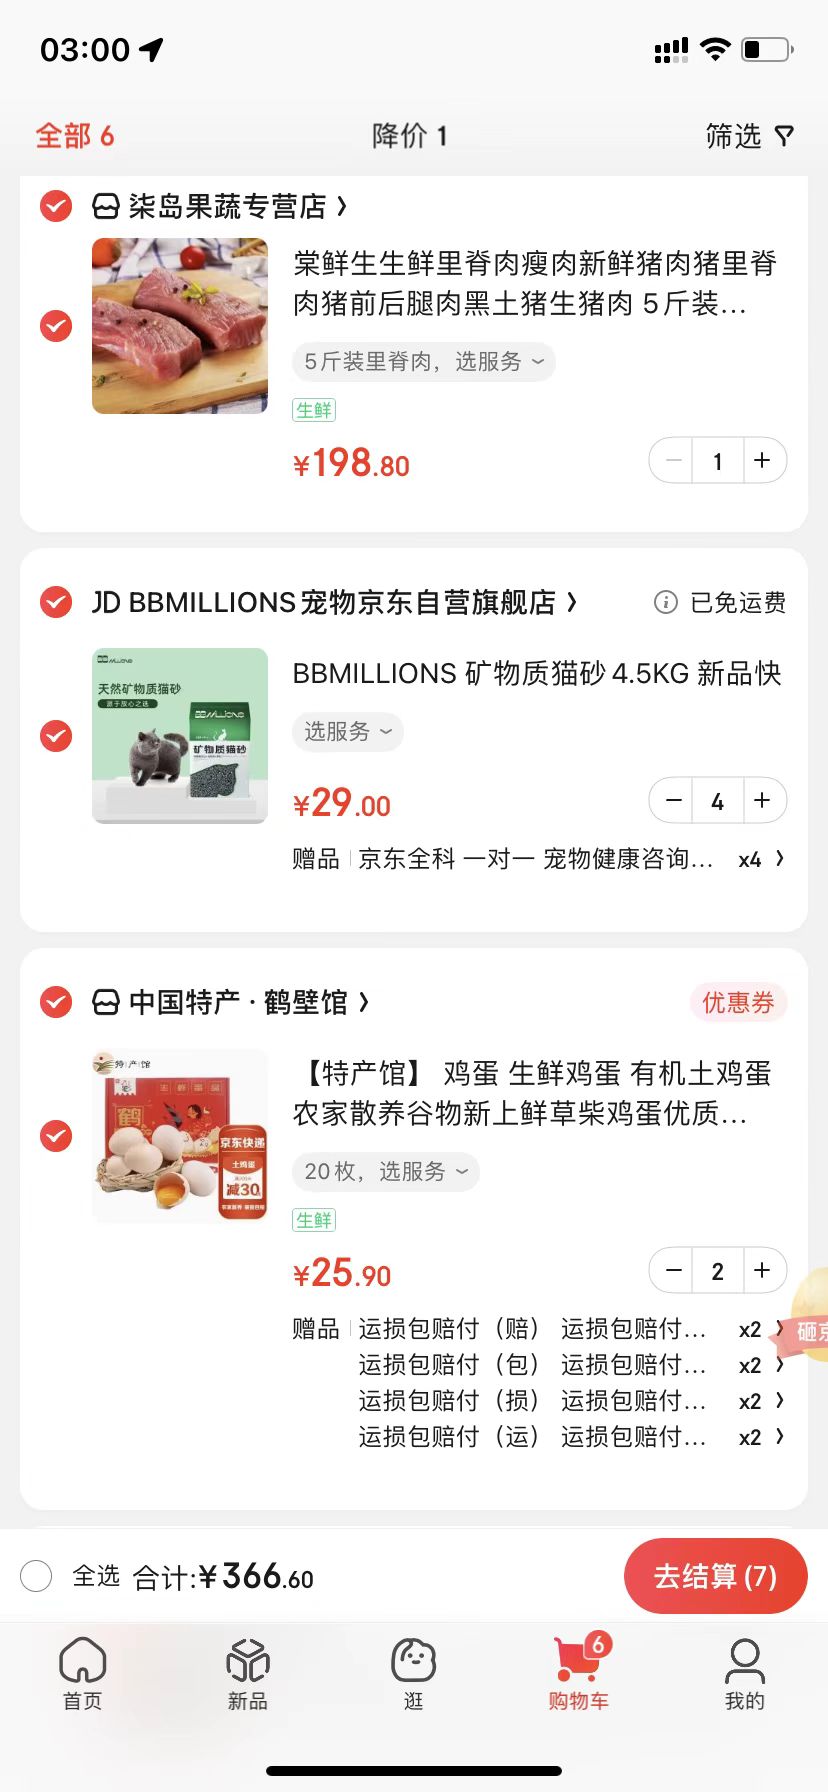 03:00
全部 6
降价 1
筛选
柒岛果蔬专营店
棠鲜生生鲜里脊肉瘦肉新鲜猪肉猪里脊
肉猪前后腿肉黑土猪生猪肉 5斤装...
5斤装里脊肉，选服务
生鲜
¥198.80
1
JD BBMILLIONS宠物京东自营旗舰店
已免运费
天然矿物质猫砂
源于放心之选
矿物质猫砂
BBMILLIONS 矿物质猫砂4.5KG 新品快
选服务
¥29.00
4
赠品 京东全科 一对一 宠物健康咨询... x4
中国特产·鹤壁馆
优惠券
特产馆
鹤
京东快递
土鸡蛋
减30
【特产馆】 鸡蛋 生鲜鸡蛋 有机土鸡蛋
农家散养谷物新上鲜草柴鸡蛋优质...
20枚，选服务
生鲜
¥25.90
2
赠品 运损包赔付（赔） 运损包赔付... x2
砸京
运损包赔付（包） 运损包赔付... x2
运损包赔付（损） 运损包赔付... x2
运损包赔付（运） 运损包赔付... x2
全选 合计:¥366.60
去结算(7)
6
首页
新品
逛
购物车
我的